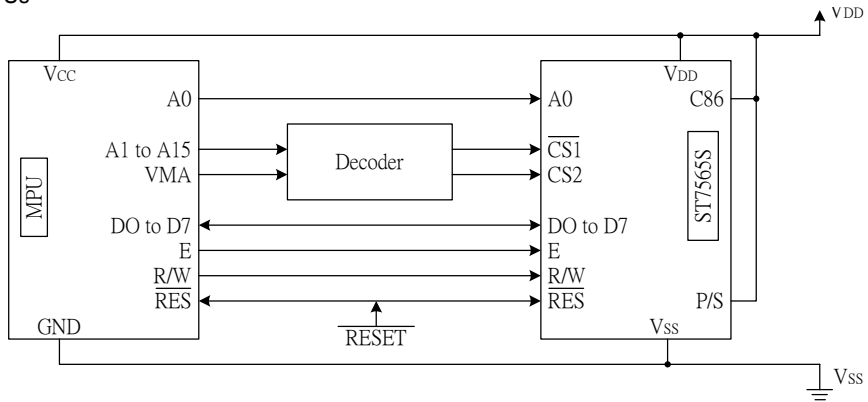 VDD
VCC
VDD
A0
A0
C86
A1 to A15
Decoder
CS1
VMA
CS2
MPU
ST7565S
DO to D7
DO to D7
E
E
R/W
R/W
RES
RES
P/S
RESET
GND
VSS
VSS